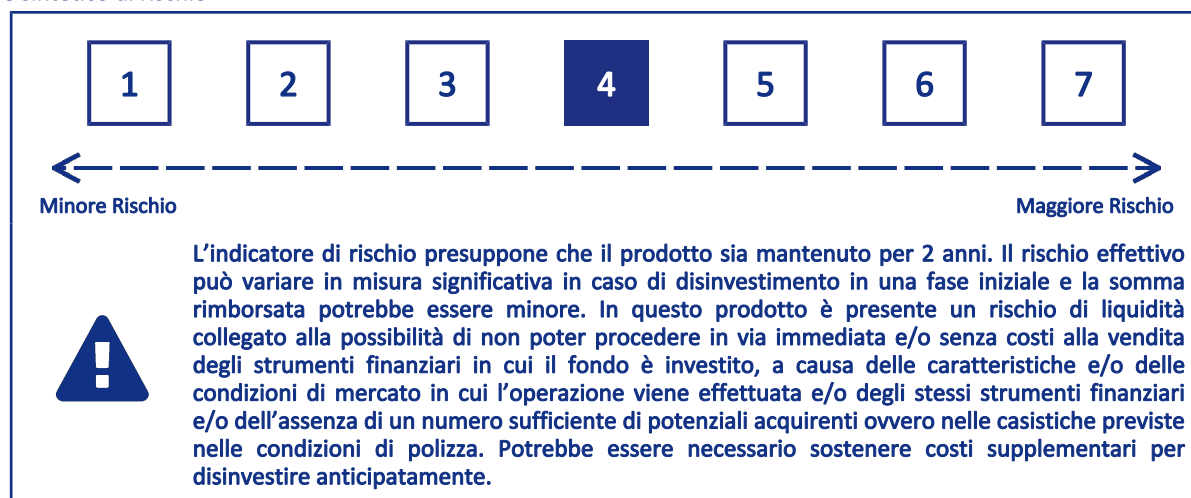 1 2 3 4 5 6 7
Minore Rischio Maggiore Rischio
L'indicatore di rischio presuppone che il prodotto sia mantenuto per 2 anni. Il rischio effettivo
può variare in misura significativa in caso di disinvestimento in una fase iniziale e la somma
rimborsata potrebbe essere minore. In questo prodotto è presente un rischio di liquidità
collegato alla possibilità di non poter procedere in via immediata e/o senza costi alla vendita
degli strumenti finanziari in cui il fondo è investito, a causa delle caratteristiche e/o delle
condizioni di mercato in cui l'operazione viene effettuata e/o degli stessi strumenti finanziari
e/o dell'assenza di un numero sufficiente di potenziali acquirenti ovvero nelle casistiche previste
nelle condizioni di polizza. Potrebbe essere necessario sostenere costi supplementari per
disinvestire anticipatamente.